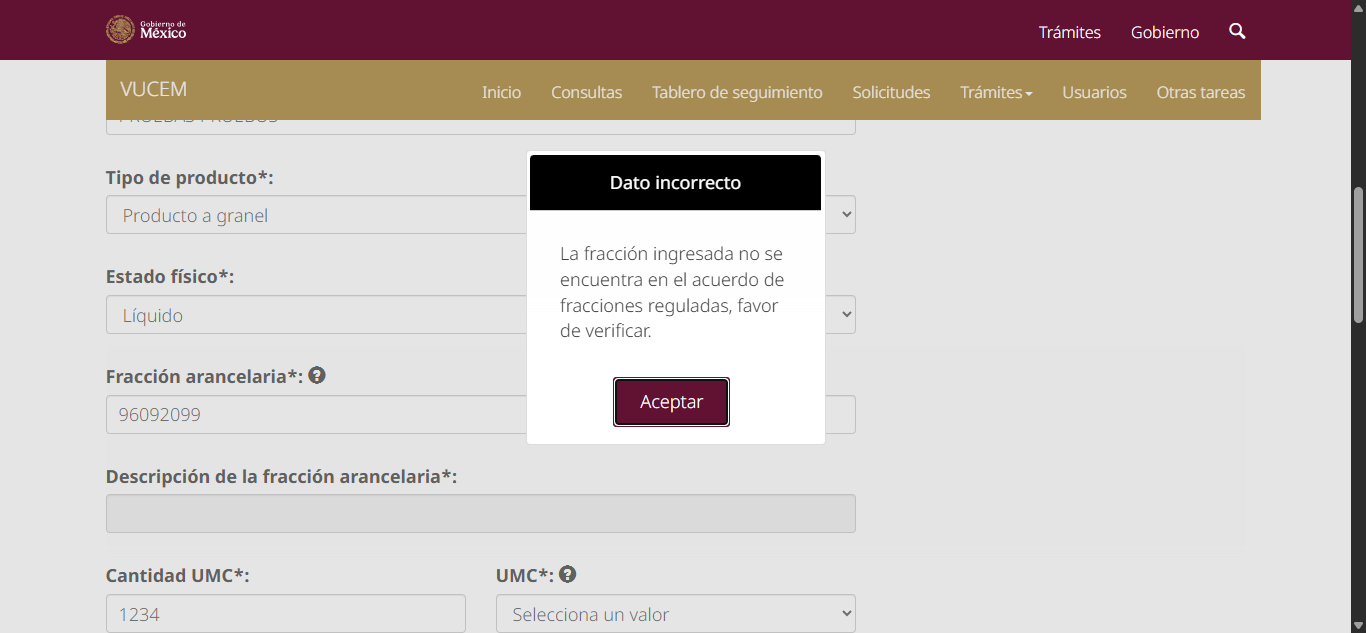 Gobierno de
México
Trámites
Gobierno
VUCEM
Inicio
Consultas
Tablero de seguimiento
Solicitudes
Trámites
Usuarios
Otras tareas
Tipo de producto*:
Producto a granel
Estado físico*:
Líquido
Fracción arancelaria*:
96092099
Descripción de la fracción arancelaria*:
Cantidad UMC*:
UMC*:
1234
Selecciona un valor
Dato incorrecto
La fracción ingresada no se
encuentra en el acuerdo de
fracciones reguladas, favor
de verificar.
Aceptar